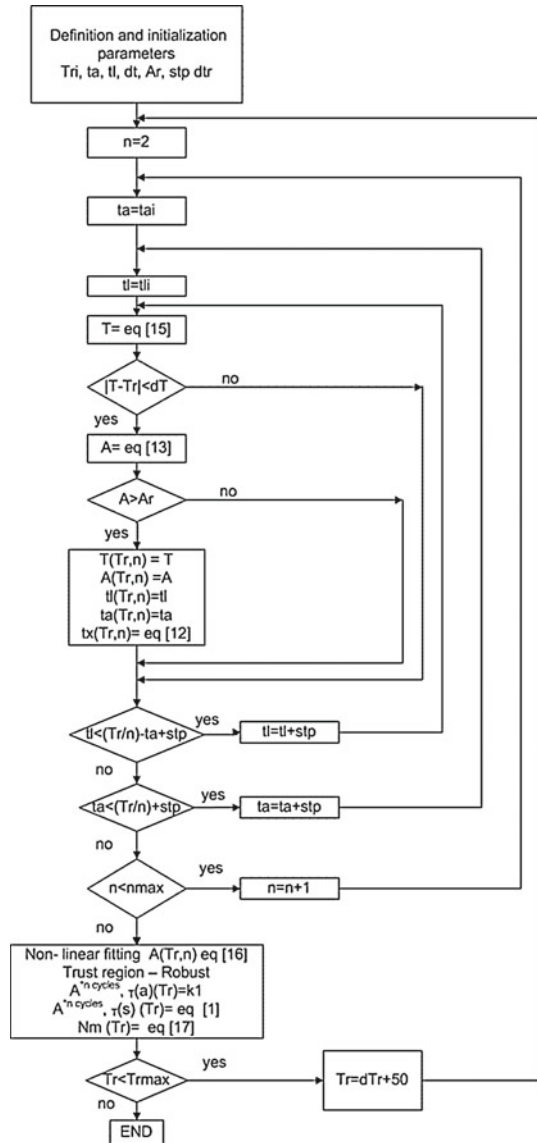 Definition and initialization
parameters
Tri, ta, tl, dt, Ar, stp dtr
n=2
ta=tai
tl=tli
T= eq [15]
|T-Tr|<dT
no
yes
A= eq [13]
A>Ar
no
yes
T(Tr,n) = T
A(Tr,n) =A
tl(Tr,n)=tl
ta(Tr,n)=ta
tx(Tr,n)= eq [12]
tl<(Tr/n)-ta+stp
yes
tl=tl+stp
no
ta<(Tr/n)+stp
yes
ta=ta+stp
no
n<nmax
yes
n=n+1
no
Non- linear fitting A(Tr,n) eq [16]
Trust region – Robust
A*n cycles, τ(a)(Tr)=k1
A*n cycles, τ(s) (Tr)= eq [1]
Nm (Tr)= eq [17]
Tr<Trmax
yes
Tr=dTr+50
no
END